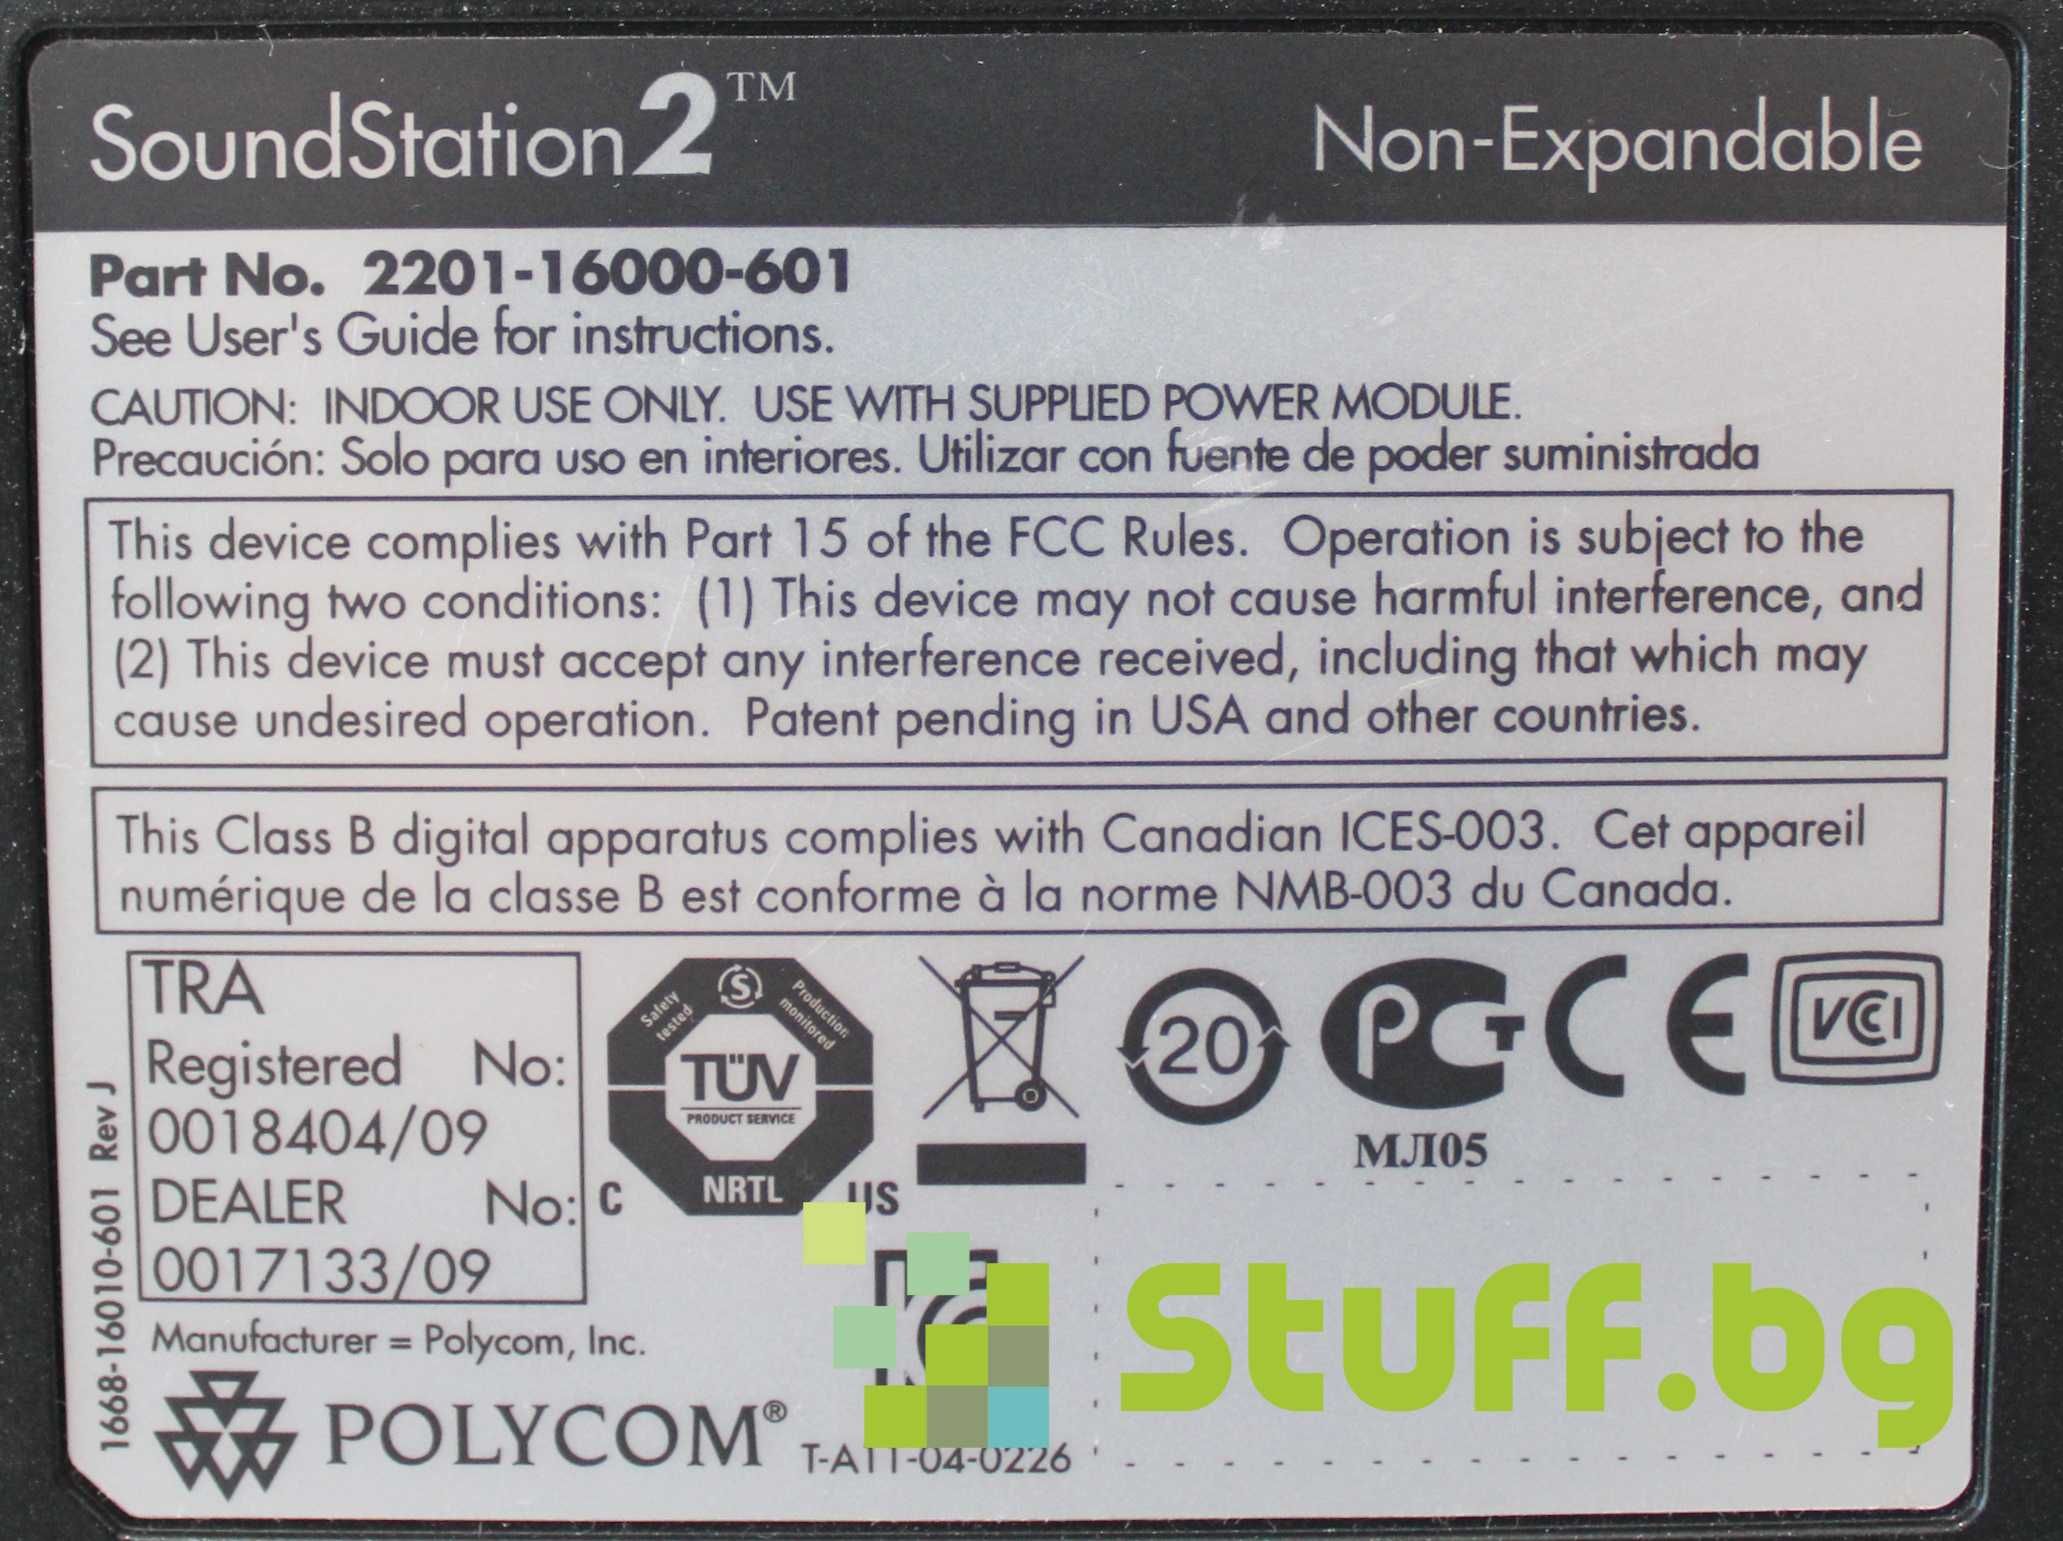 SoundStation2™ Non-Expandable
Part No. 2201-16000-601
See User's Guide for instructions.
CAUTION: INDOOR USE ONLY. USE WITH SUPPLIED POWER MODULE.
Precaución: Solo para uso en interiores. Utilizar con fuente de poder suministrada
This device complies with Part 15 of the FCC Rules. Operation is subject to the
following two conditions: (1) This device may not cause harmful interference, and
(2) This device must accept any interference received, including that which may
cause undesired operation. Patent pending in USA and other countries.
This Class B digital apparatus complies with Canadian ICES-003. Cet appareil
numérique de la classe B est conforme à la norme NMB-003 du Canada.
TRA
Registered No:
0018404/09
DEALER No:
0017133/09
1668-16010-601 Rev J
Safety
tested
S
Production
monitored
TÜV
PRODUCT SERVICE
NRTL
C US
20
РСТ
МЛ05
CE
VCCI
Manufacturer = Polycom, Inc.
POLYCOM®
T-A11-04-0226
Stuff.bg